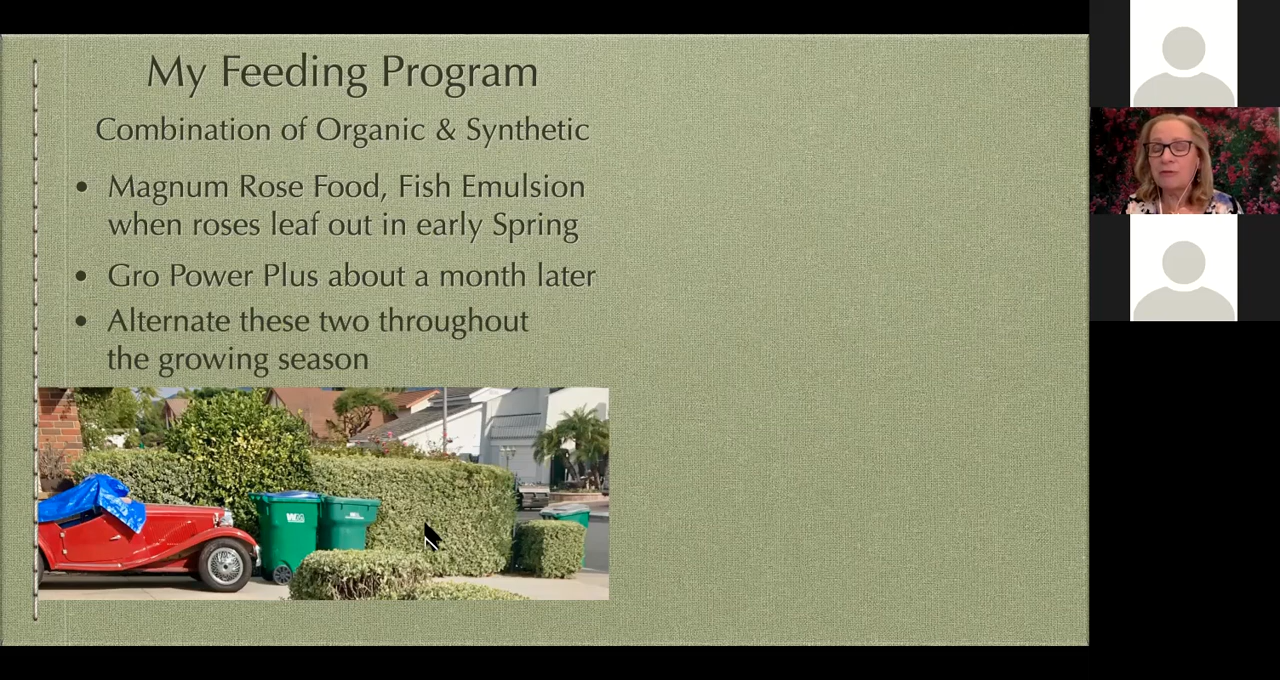 My Feeding Program
Combination of Organic & Synthetic
• Magnum Rose Food, Fish Emulsion
when roses leaf out in early Spring
• Gro Power Plus about a month later
• Alternate these two throughout
the growing season
WM